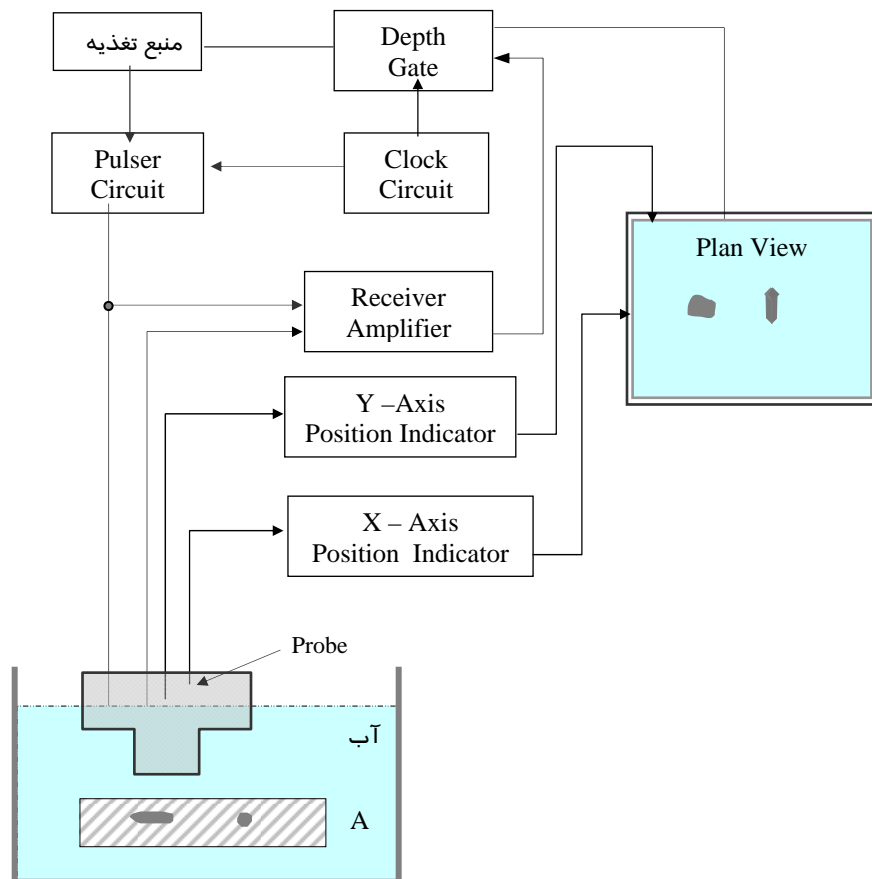 منبع تغذیه
Depth
Gate
Pulser
Circuit
Clock
Circuit
Plan View
Receiver
Amplifier
Y –Axis
Position Indicator
X – Axis
Position Indicator
Probe
آب
A